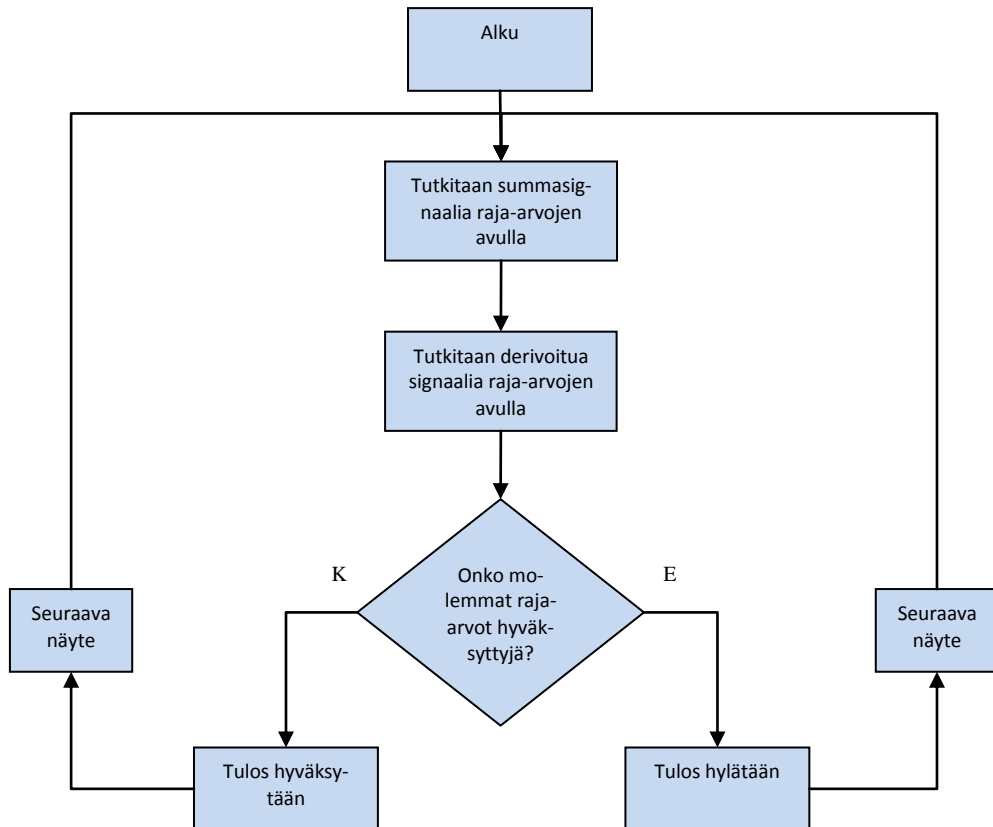 Alku
Tutkitaan summasig-
naalia raja-arvojen
avulla
Tutkitaan derivoitua
signaalia raja-arvojen
avulla
K
E
Onko mo-
lemmat raja-
arvot hyväk-
syttyjä?
Seuraava
näyte
Seuraava
näyte
Tulos hyväksy-
tään
Tulos hylätään